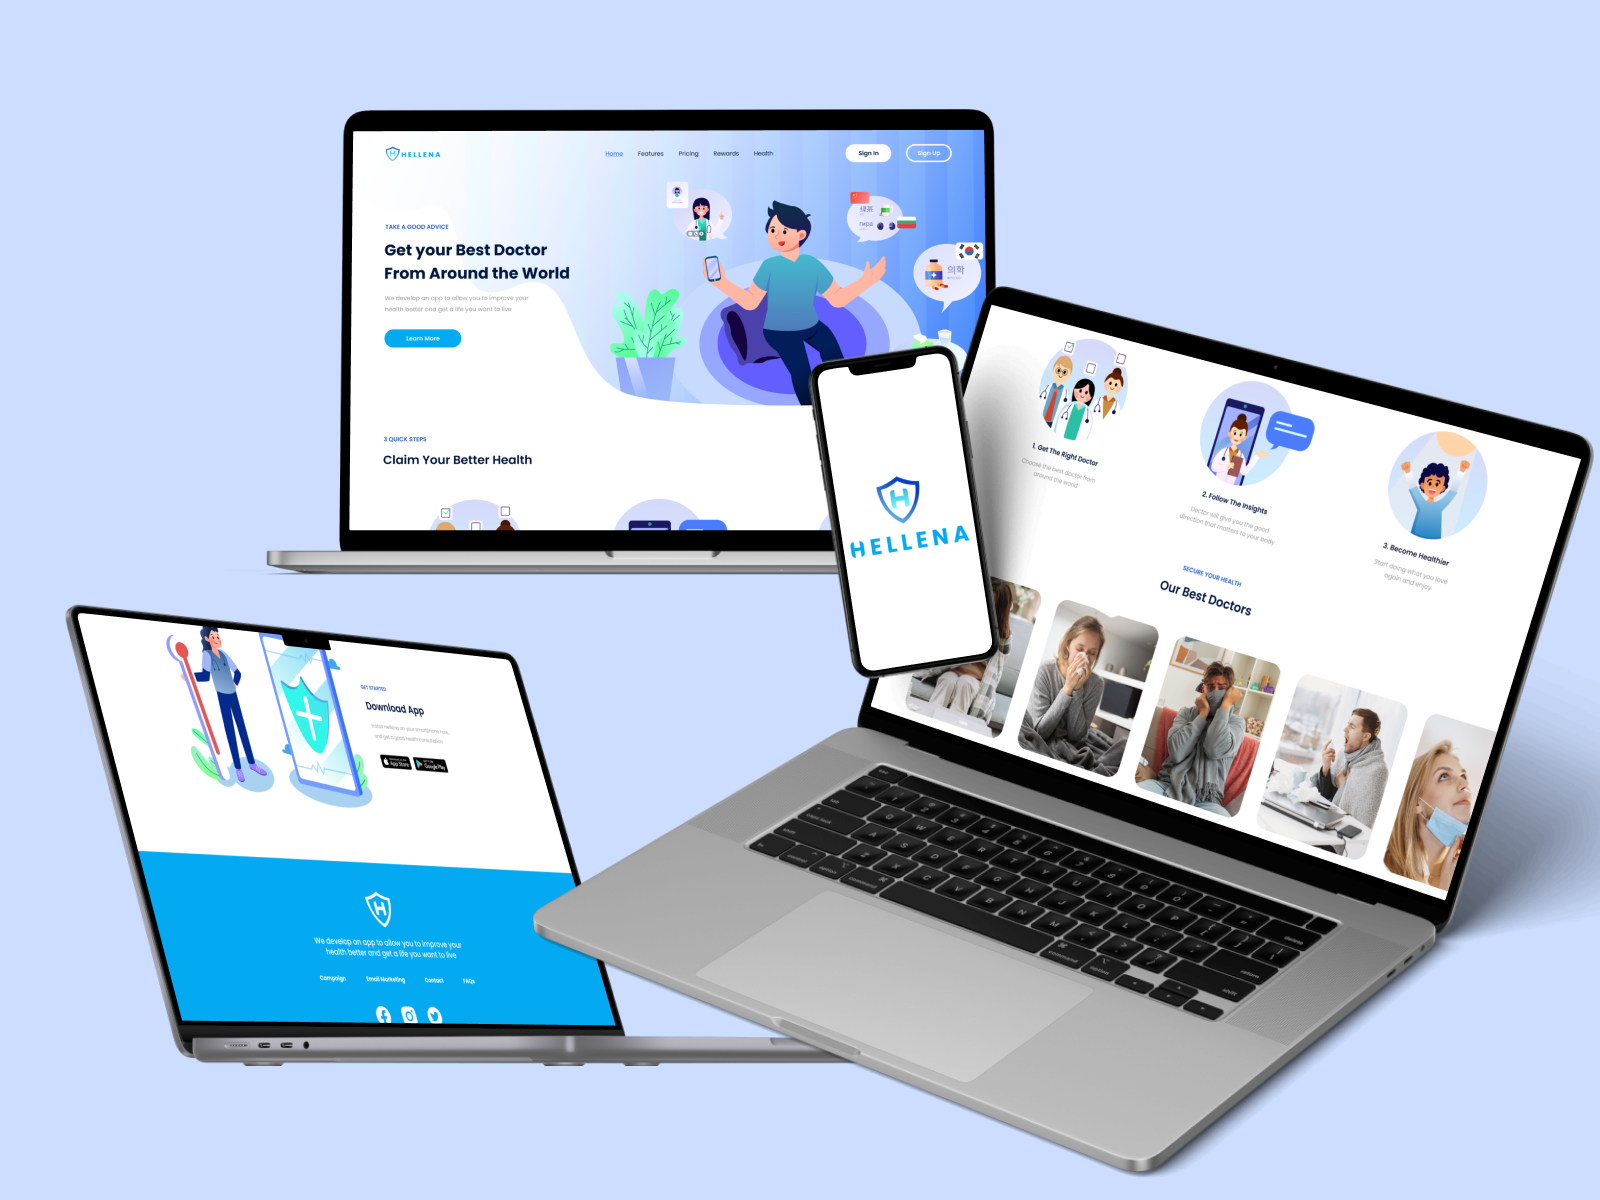 HELLENA
Home Features Pricing Rewards Health
Sign In
Sign Up
TAKE A GOOD ADVICE
Get your Best Doctor
From Around the World
We develop an app to allow you to improve your
health better and get a life you want to live
Learn More
의학
3 QUICK STEPS
Claim Your Better Health
HELLENA
1. Get The Right Doctor
Choose the best doctor from
around the world
2. Follow The Insights
Doctor will give you the good
direction that matters to your body
3. Become Healthier
Start doing what you love
again and enjoy
SECURE YOUR HEALTH
Our Best Doctors
GET STARTED
Download App
Install Hellena on your smartphone now,
and get a good health consultation
App Store
Google Play
We develop an app to allow you to improve your
health better and get a life you want to live
Campaign Email Marketing Contact FAQs